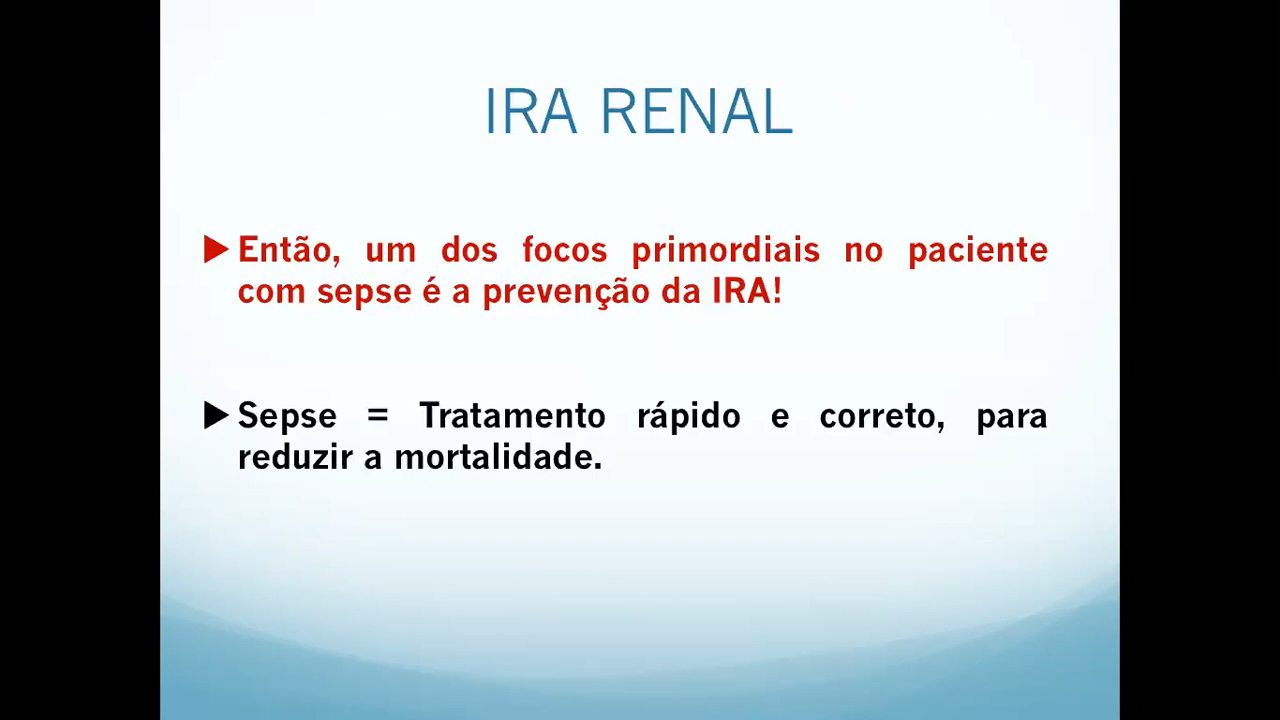 IRA RENAL
Então, um dos focos primordiais no paciente
com sepse é a prevenção da IRA!
Sepse = Tratamento rápido e correto, para
reduzir a mortalidade.